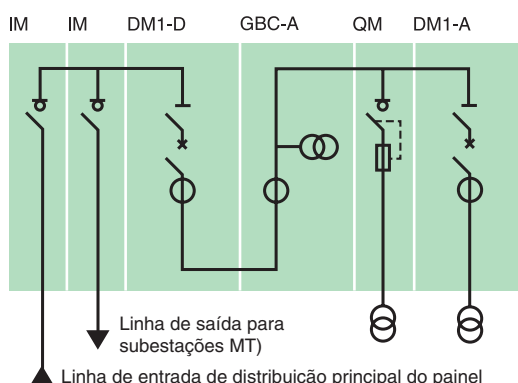 IM IM DM1-D GBC-A QM DM1-A
Linha de saída para
subestações MT)
Linha de entrada de distribuição principal do painel